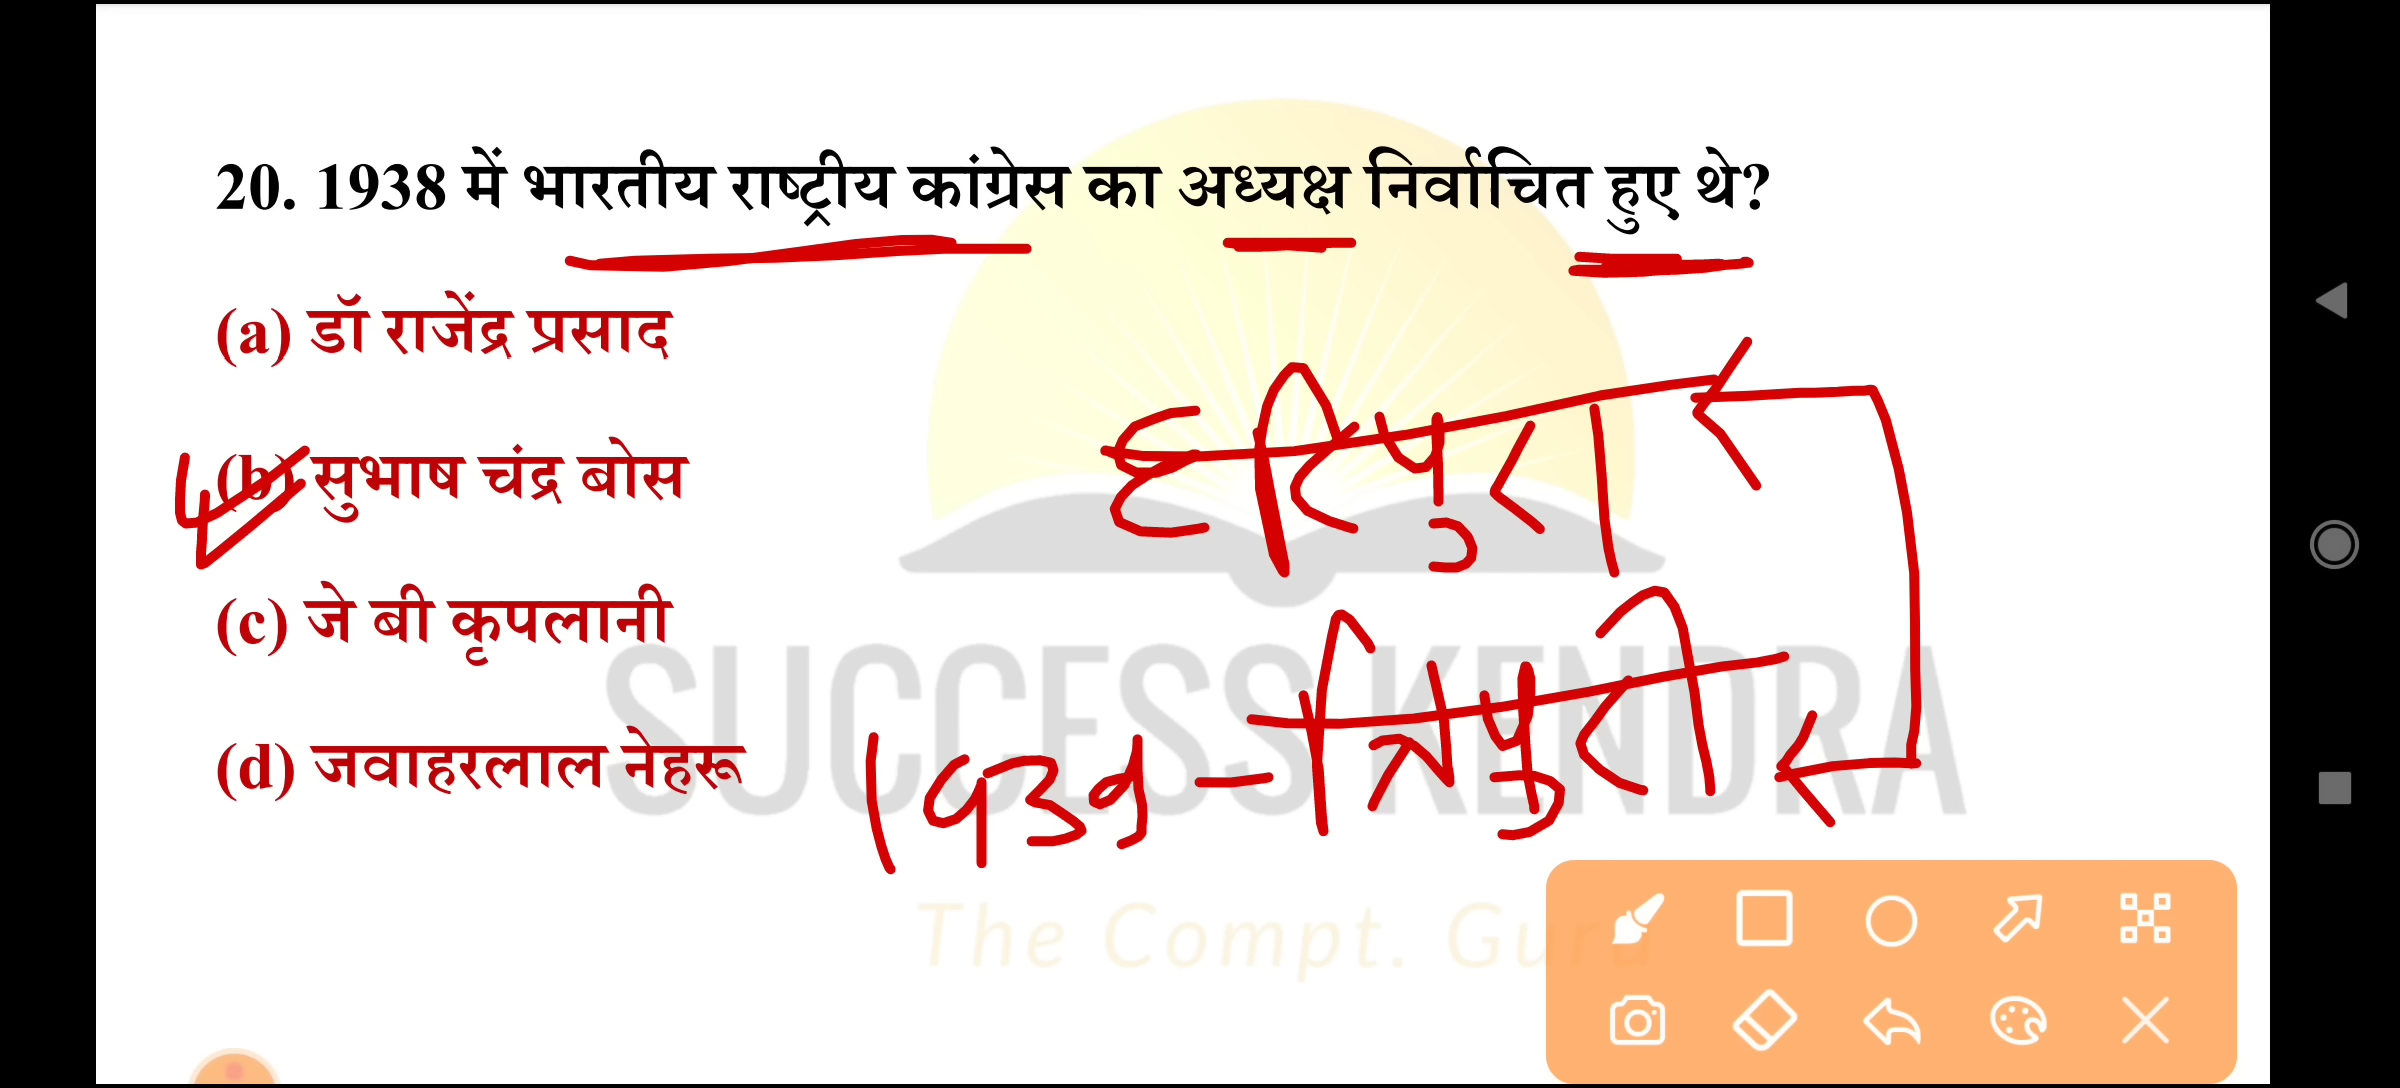 20. 1938 में भारतीय राष्ट्रीय कांग्रेस का अध्यक्ष निर्वाचित हुए थे?
(a) डॉ राजेंद्र प्रसाद
हरिपुरा
(b) सुभाष चंद्र बोस
(c) जे बी कृपलानी
SUCCESS KENDRA
(d) जवाहरलाल नेहरू
1939 - त्रिपुरी
The Compt. Guru